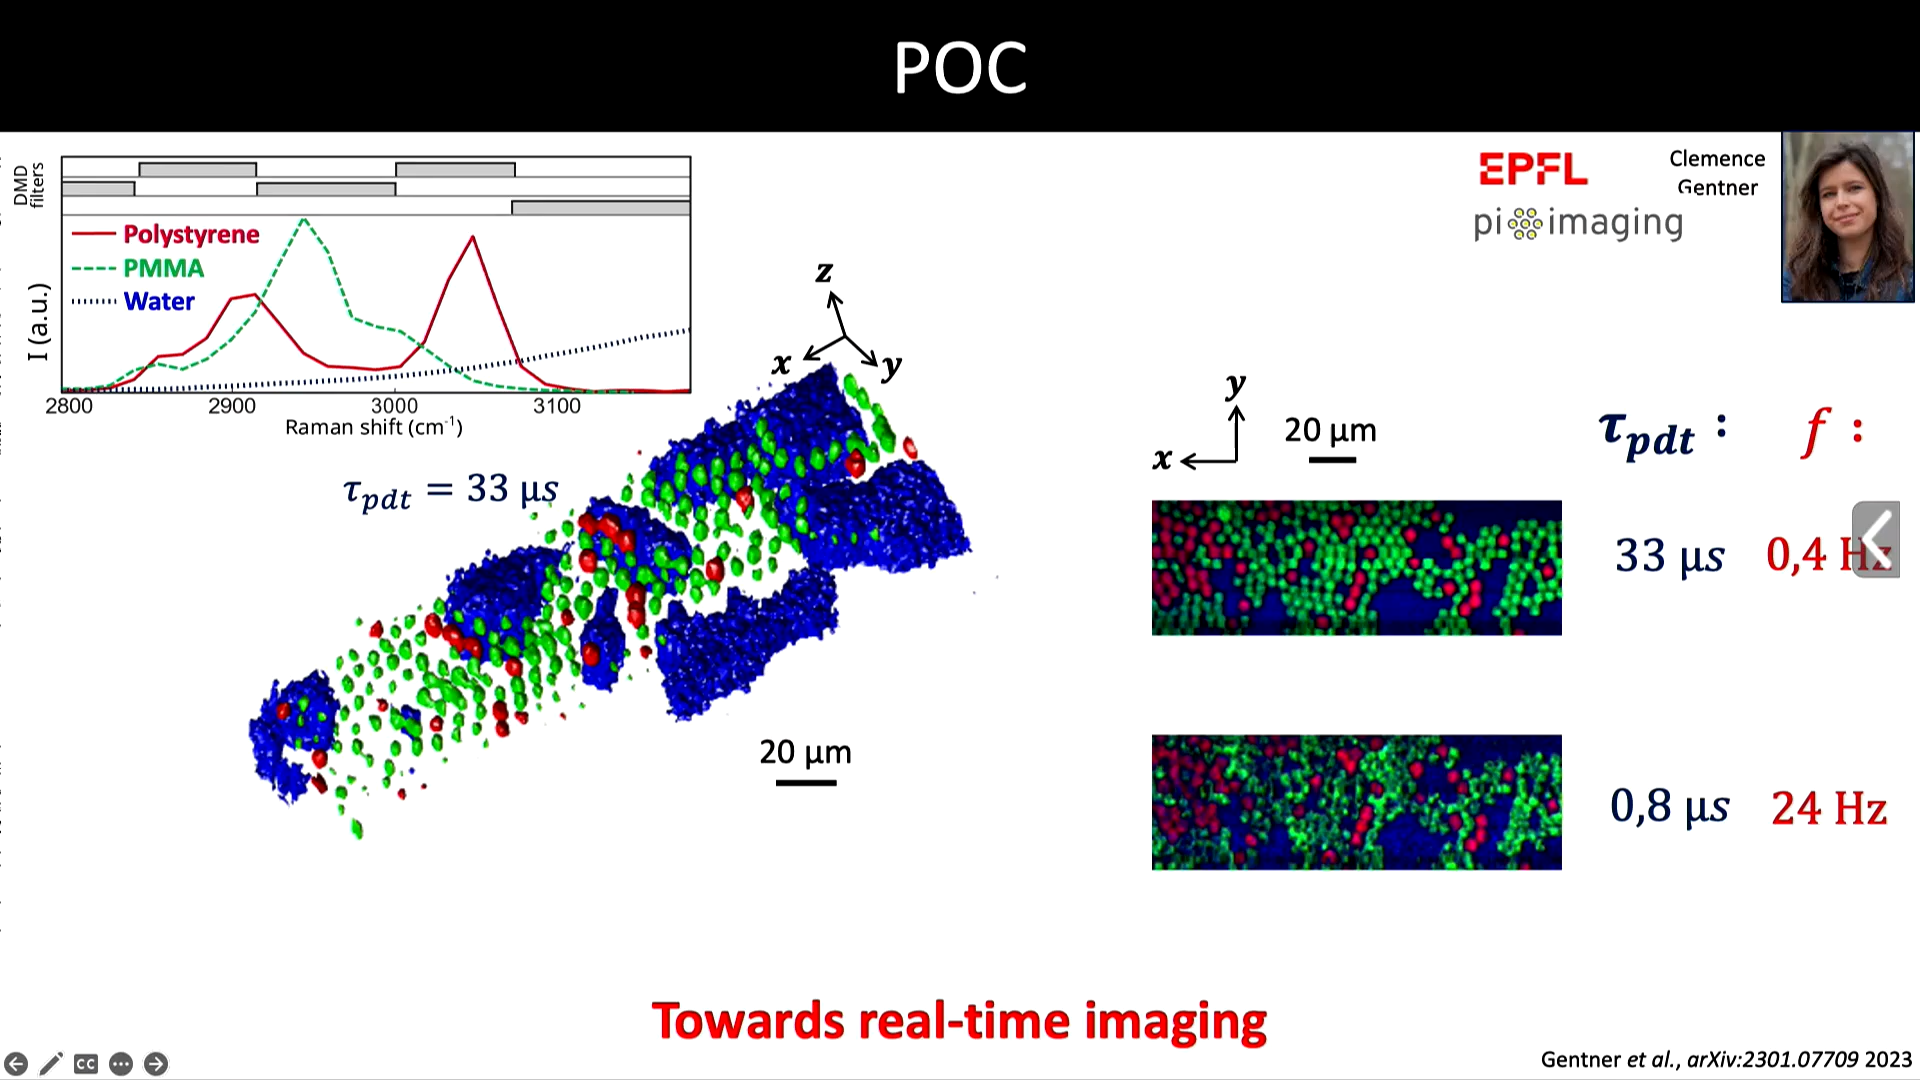 POC
DMD
filters
Polystyrene
PMMA
Water
I (a.u.)
2800 2900 3000 3100
Raman shift (cm⁻¹)
τpdt = 33 μs
z
x
y
20 μm
EPFL
pi imaging
Clemence
Gentner
y
x
20 μm
τpdt : f :
33 μs 0,4 Hz
0,8 μs 24 Hz
Towards real-time imaging
Gentner et al., arXiv:2301.07709 2023
CC